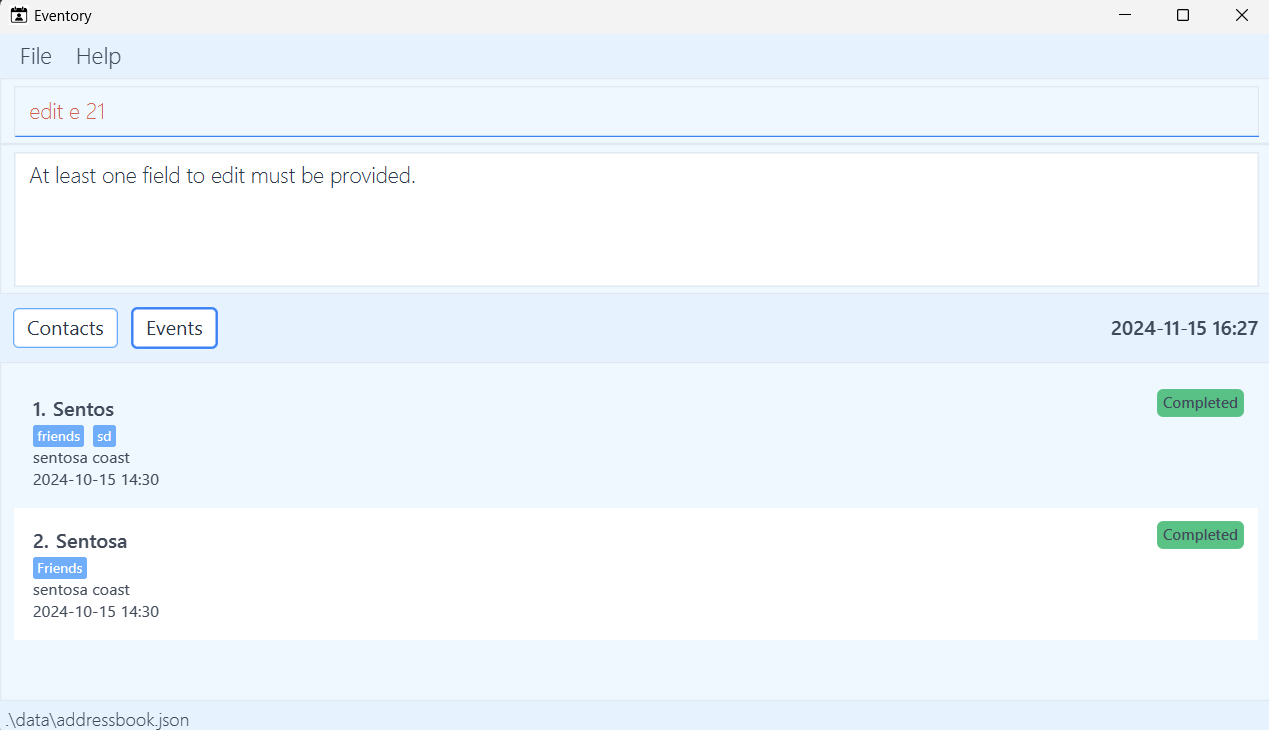 Eventory
File Help
edit e 21
At least one field to edit must be provided.
Contacts Events 2024-11-15 16:27
1. Sentos Completed
friends sd
sentosa coast
2024-10-15 14:30
2. Sentosa Completed
Friends
sentosa coast
2024-10-15 14:30
.\data\addressbook.json